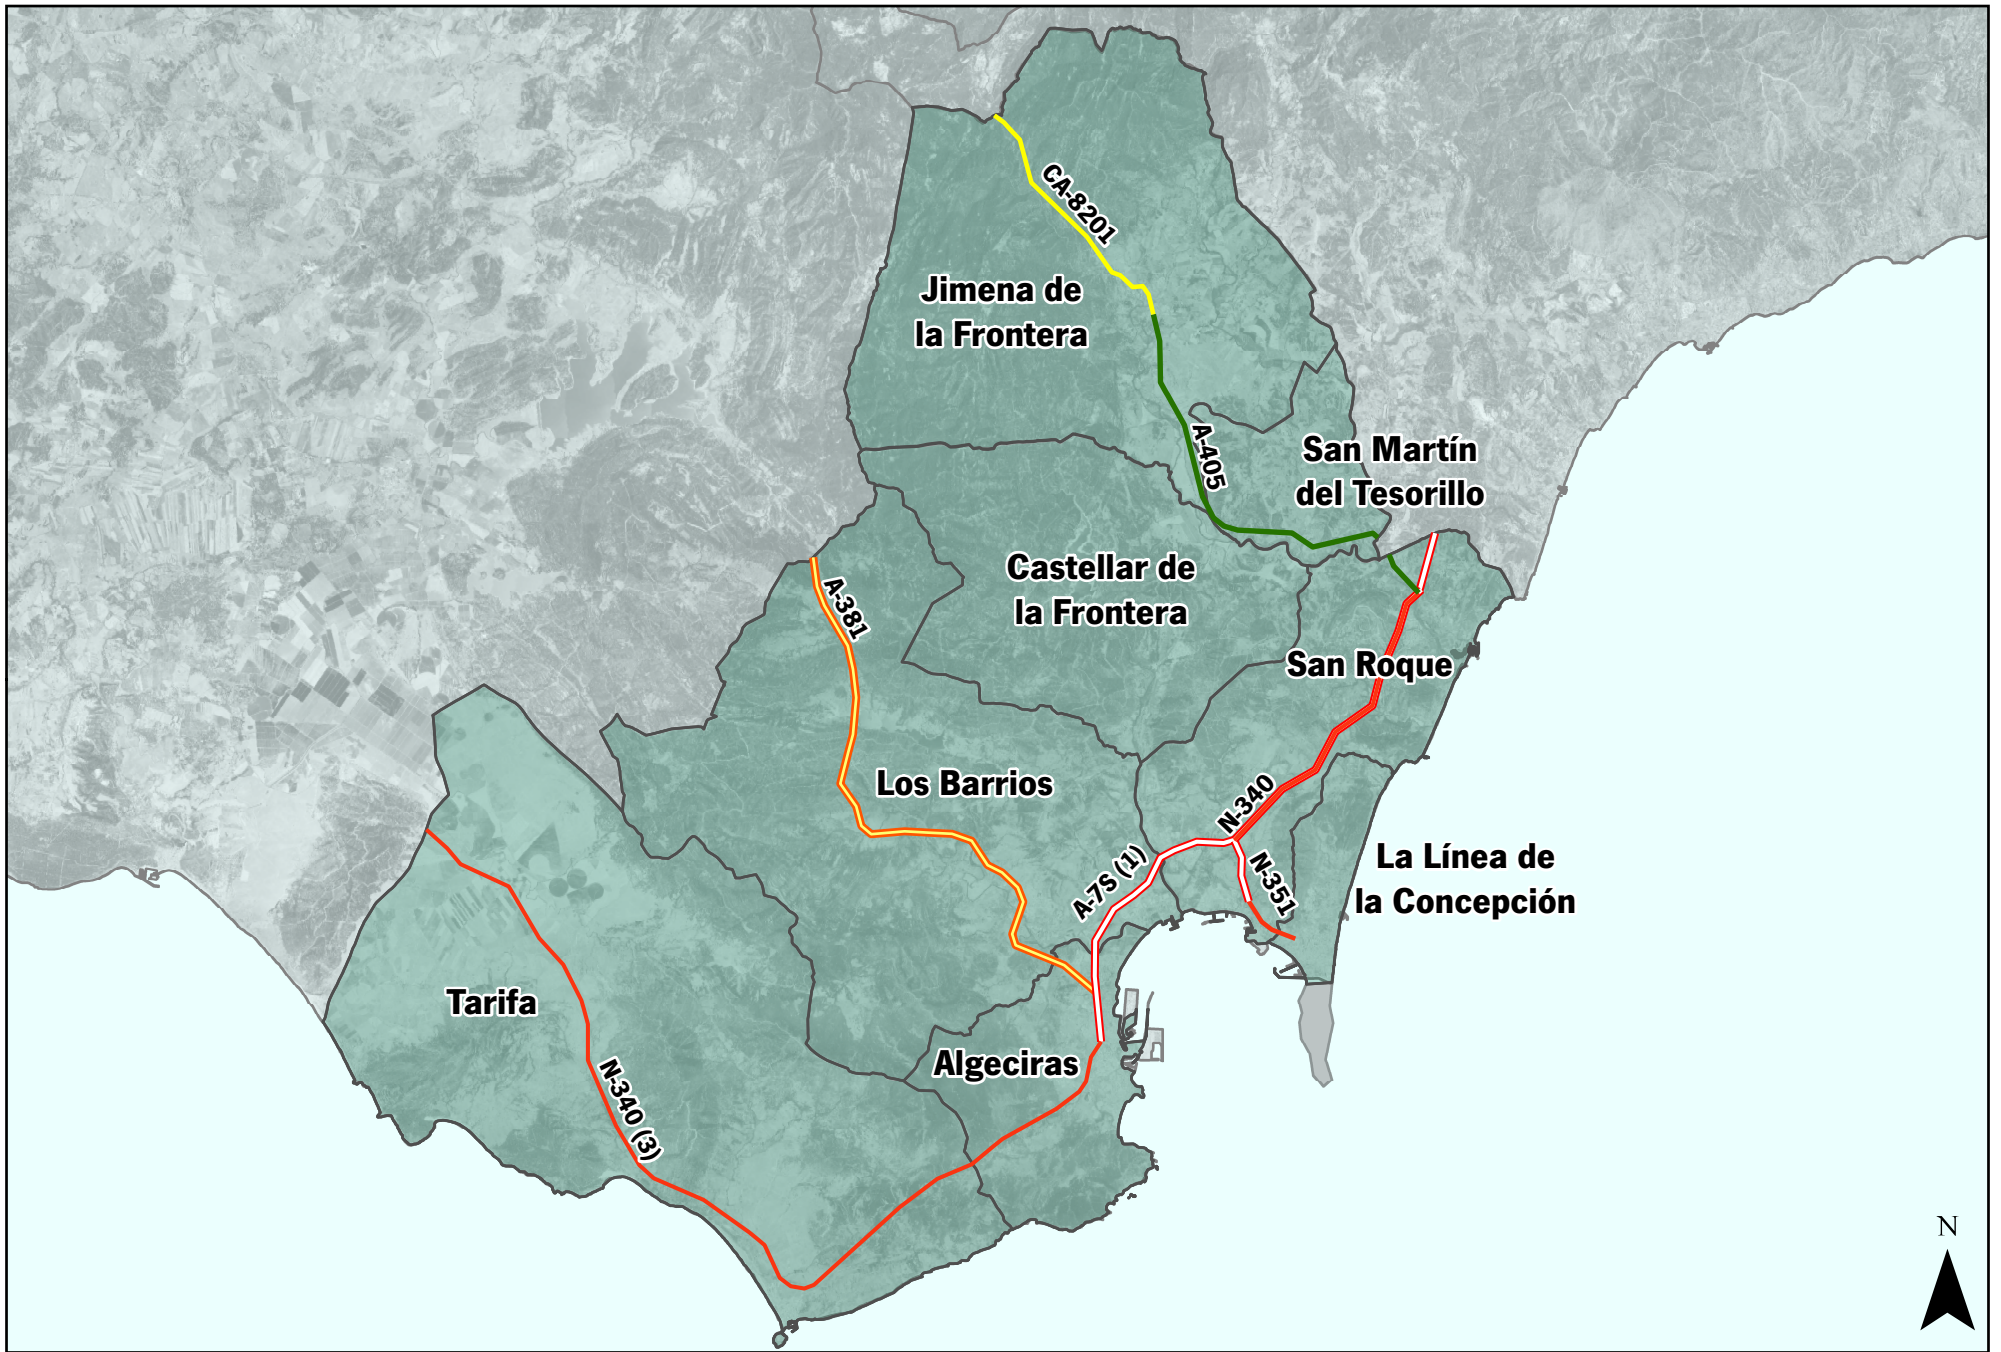 CA-8201
Jimena de
la Frontera
A-405
San Martín
del Tesorillo
Castellar de
la Frontera
A-381
San Roque
Los Barrios
N-340
A-7S (1)
N-351
La Línea de
la Concepción
Tarifa
Algeciras
N-340 (3)
N